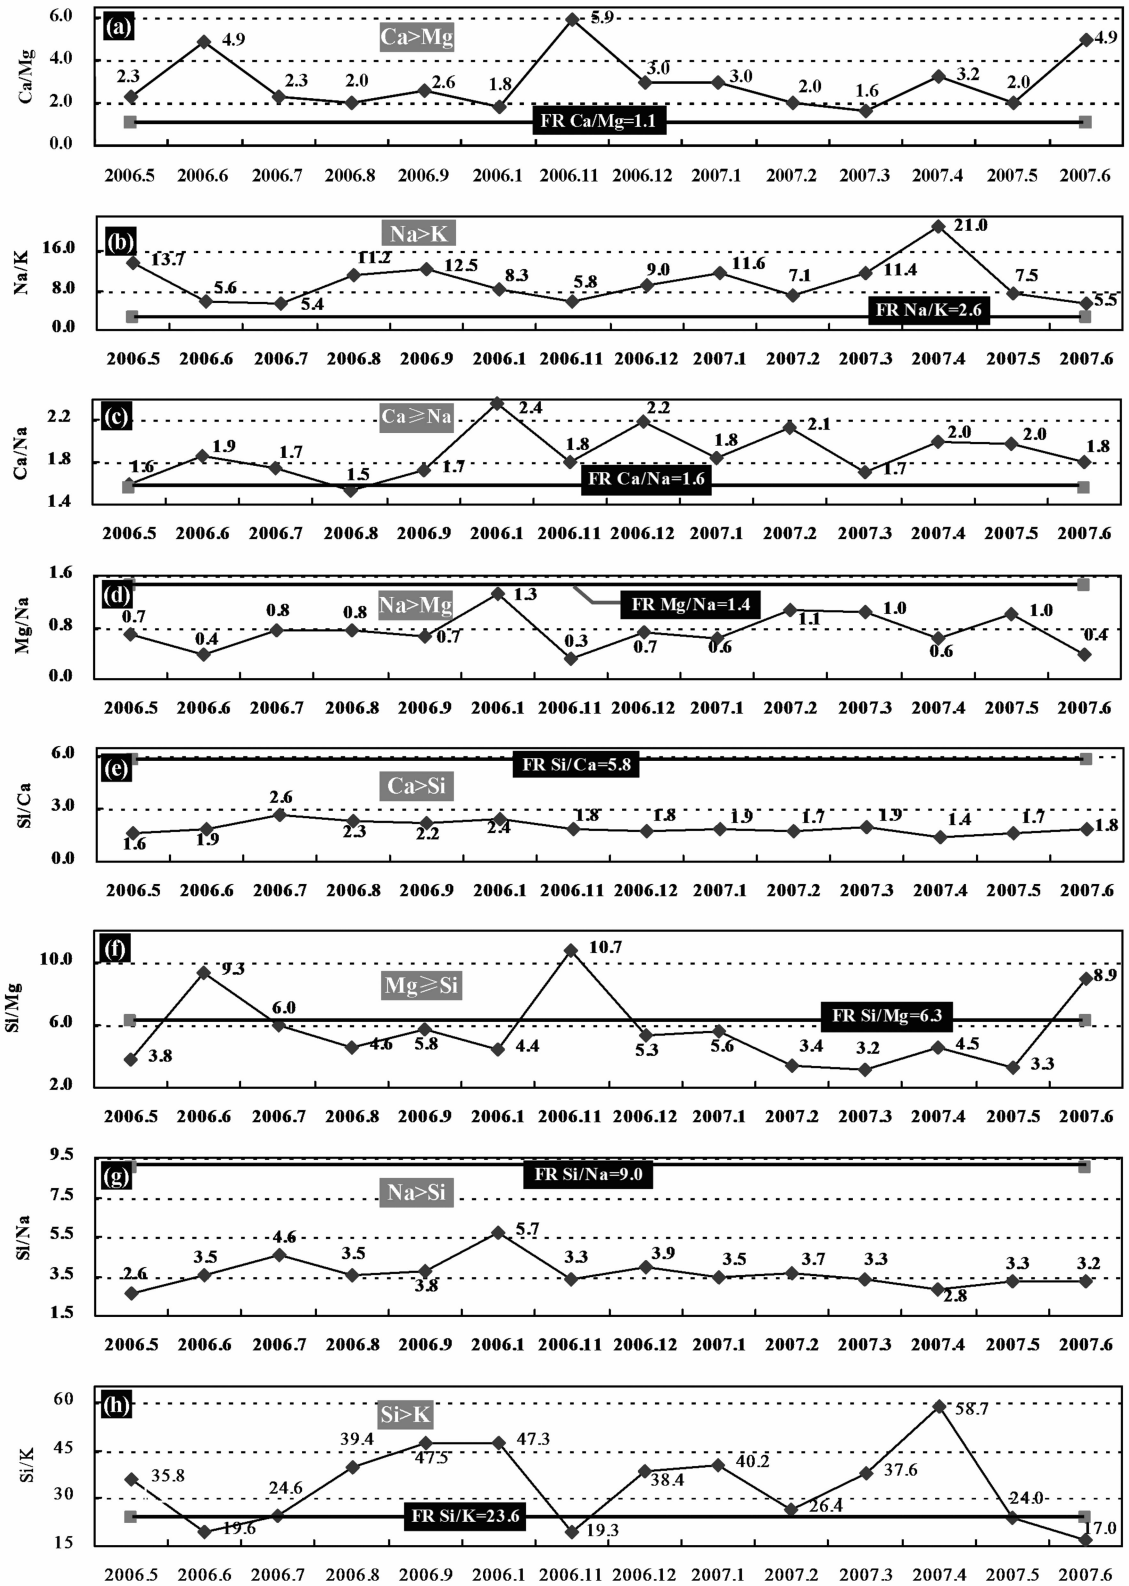 (a)
Ca>Mg
Ca/Mg
6.0
4.0
2.0
0.0
2.3 4.9 2.3 2.0 2.6 1.8 5.9 3.0 3.0 2.0 1.6 3.2 2.0 4.9
FR Ca/Mg=1.1
2006.5 2006.6 2006.7 2006.8 2006.9 2006.1 2006.11 2006.12 2007.1 2007.2 2007.3 2007.4 2007.5 2007.6
(b)
Na>K
Na/K
16.0
8.0
0.0
13.7 5.6 5.4 11.2 12.5 8.3 5.8 9.0 11.6 7.1 11.4 21.0 7.5 5.5
FR Na/K=2.6
2006.5 2006.6 2006.7 2006.8 2006.9 2006.1 2006.11 2006.12 2007.1 2007.2 2007.3 2007.4 2007.5 2007.6
(c)
Ca≥Na
Ca/Na
2.2
1.8
1.4
1.6 1.9 1.7 1.5 1.7 2.4 1.8 2.2 1.8 2.1 1.7 2.0 2.0 1.8
FR Ca/Na=1.6
2006.5 2006.6 2006.7 2006.8 2006.9 2006.1 2006.11 2006.12 2007.1 2007.2 2007.3 2007.4 2007.5 2007.6
(d)
Na>Mg
Mg/Na
1.6
0.8
0.0
0.7 0.4 0.8 0.8 0.7 1.3 0.3 0.7 0.6 1.1 1.0 0.6 1.0 0.4
FR Mg/Na=1.4
2006.5 2006.6 2006.7 2006.8 2006.9 2006.1 2006.11 2006.12 2007.1 2007.2 2007.3 2007.4 2007.5 2007.6
(e)
Ca>Si
Si/Ca
6.0
3.0
0.0
1.6 1.9 2.6 2.3 2.2 2.4 1.8 1.8 1.9 1.7 1.9 1.4 1.7 1.8
FR Si/Ca=5.8
2006.5 2006.6 2006.7 2006.8 2006.9 2006.1 2006.11 2006.12 2007.1 2007.2 2007.3 2007.4 2007.5 2007.6
(f)
Mg≥Si
Si/Mg
10.0
6.0
2.0
3.8 9.3 6.0 4.6 5.8 4.4 10.7 5.3 5.6 3.4 3.2 4.5 3.3 8.9
FR Si/Mg=6.3
2006.5 2006.6 2006.7 2006.8 2006.9 2006.1 2006.11 2006.12 2007.1 2007.2 2007.3 2007.4 2007.5 2007.6
(g)
Na>Si
Si/Na
9.5
7.5
5.5
3.5
1.5
2.6 3.5 4.6 3.5 3.8 5.7 3.3 3.9 3.5 3.7 3.3 2.8 3.3 3.2
FR Si/Na=9.0
2006.5 2006.6 2006.7 2006.8 2006.9 2006.1 2006.11 2006.12 2007.1 2007.2 2007.3 2007.4 2007.5 2007.6
(h)
Si>K
Si/K
60
45
30
15
35.8 19.6 24.6 39.4 47.5 47.3 19.3 38.4 40.2 26.4 37.6 58.7 24.0 17.0
FR Si/K=23.6
2006.5 2006.6 2006.7 2006.8 2006.9 2006.1 2006.11 2006.12 2007.1 2007.2 2007.3 2007.4 2007.5 2007.6